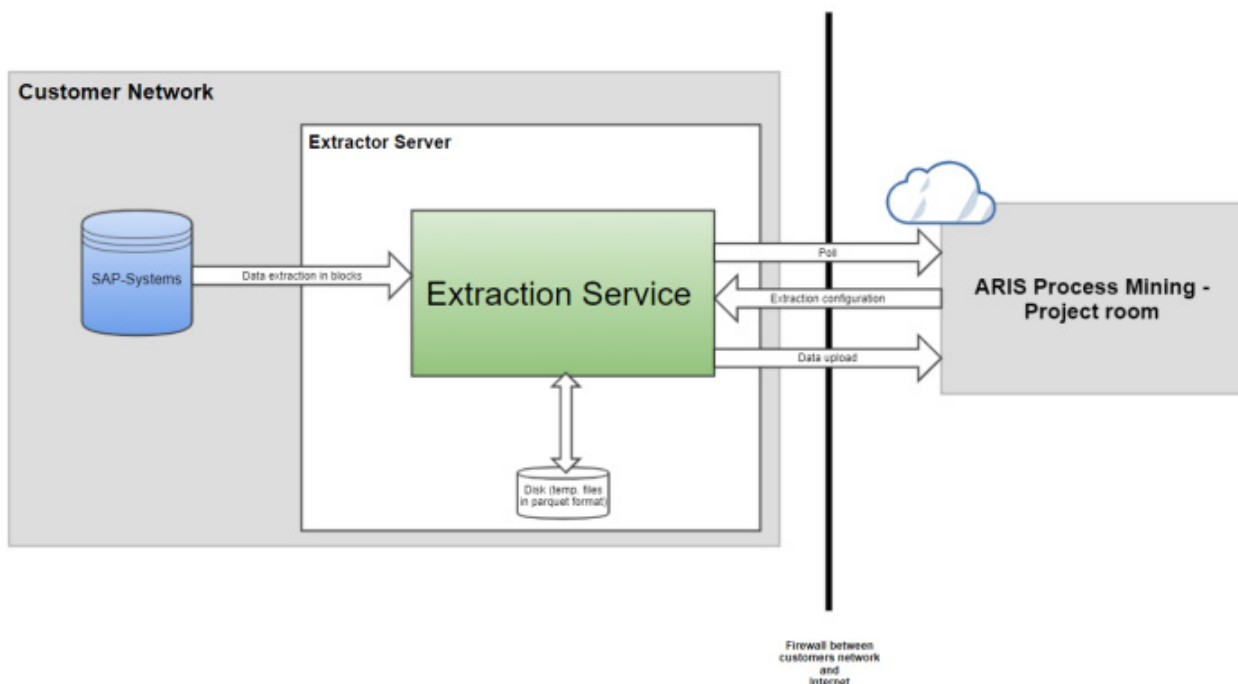 Customer Network
Extractor Server
SAP-Systems
Data extraction in blocks
Extraction Service
Poll
Extraction configuration
Data upload
ARIS Process Mining -
Project room
Disk (temp. files
in parquet format)
Firewall between
customers network
and
Internet